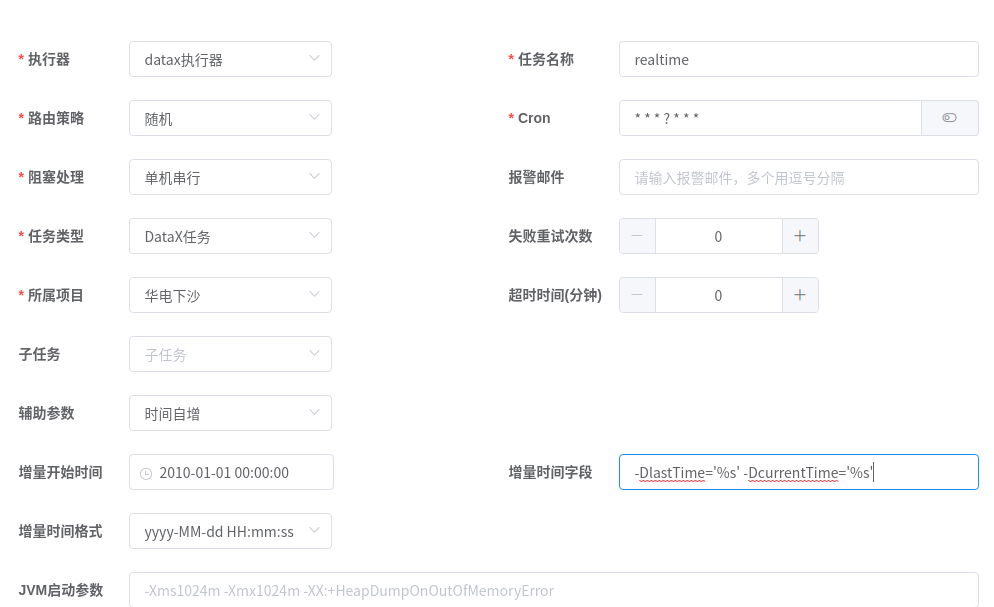 * 执行器 datax执行器 * 任务名称 realtime
* 路由策略 随机 * Cron * * * ? * * *
* 阻塞处理 单机串行 报警邮件 请输入报警邮件，多个用逗号分隔
* 任务类型 DataX任务 失败重试次数 0
* 所属项目 华电下沙 超时时间(分钟) 0
子任务 子任务
辅助参数 时间自增
增量开始时间 2010-01-01 00:00:00 增量时间字段 -DlastTime='%s' -DcurrentTime='%s'
增量时间格式 yyyy-MM-dd HH:mm:ss
JVM启动参数 -Xms1024m -Xmx1024m -XX:+HeapDumpOnOutOfMemoryError